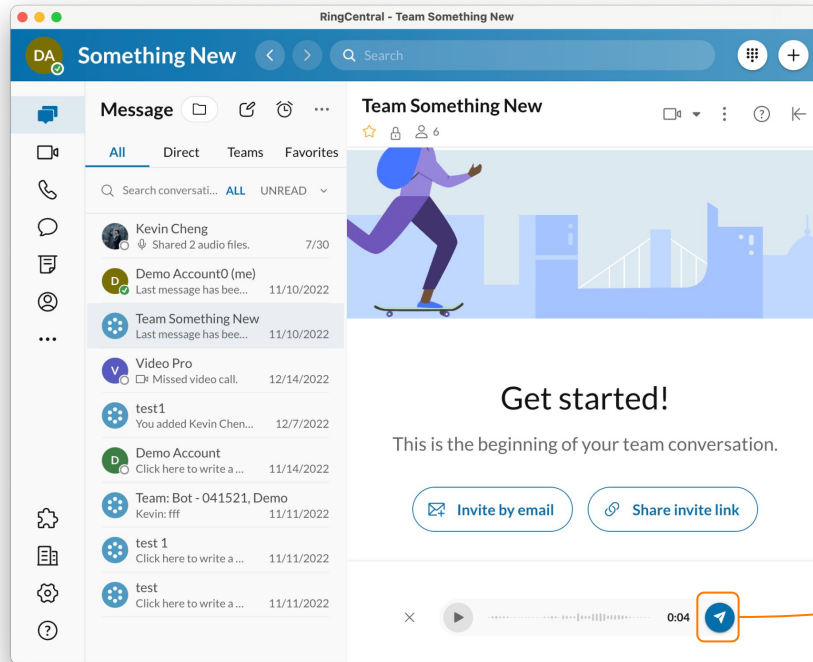 RingCentral - Team Something New
DA
Something New
Search
Message
All Direct Teams Favorites
Search conversati... ALL UNREAD
Kevin Cheng
Shared 2 audio files. 7/30
D
Demo Account0 (me)
Last message has bee... 11/10/2022
Team Something New
Last message has bee... 11/10/2022
V
Video Pro
Missed video call. 12/14/2022
test1
You added Kevin Chen... 12/7/2022
D
Demo Account
Click here to write a ... 11/14/2022
Team: Bot - 041521, Demo
Kevin: fff 11/11/2022
test 1
Click here to write a ... 11/11/2022
test
Click here to write a ... 11/11/2022
Team Something New
6
Get started!
This is the beginning of your team conversation.
Invite by email
Share invite link
0:04